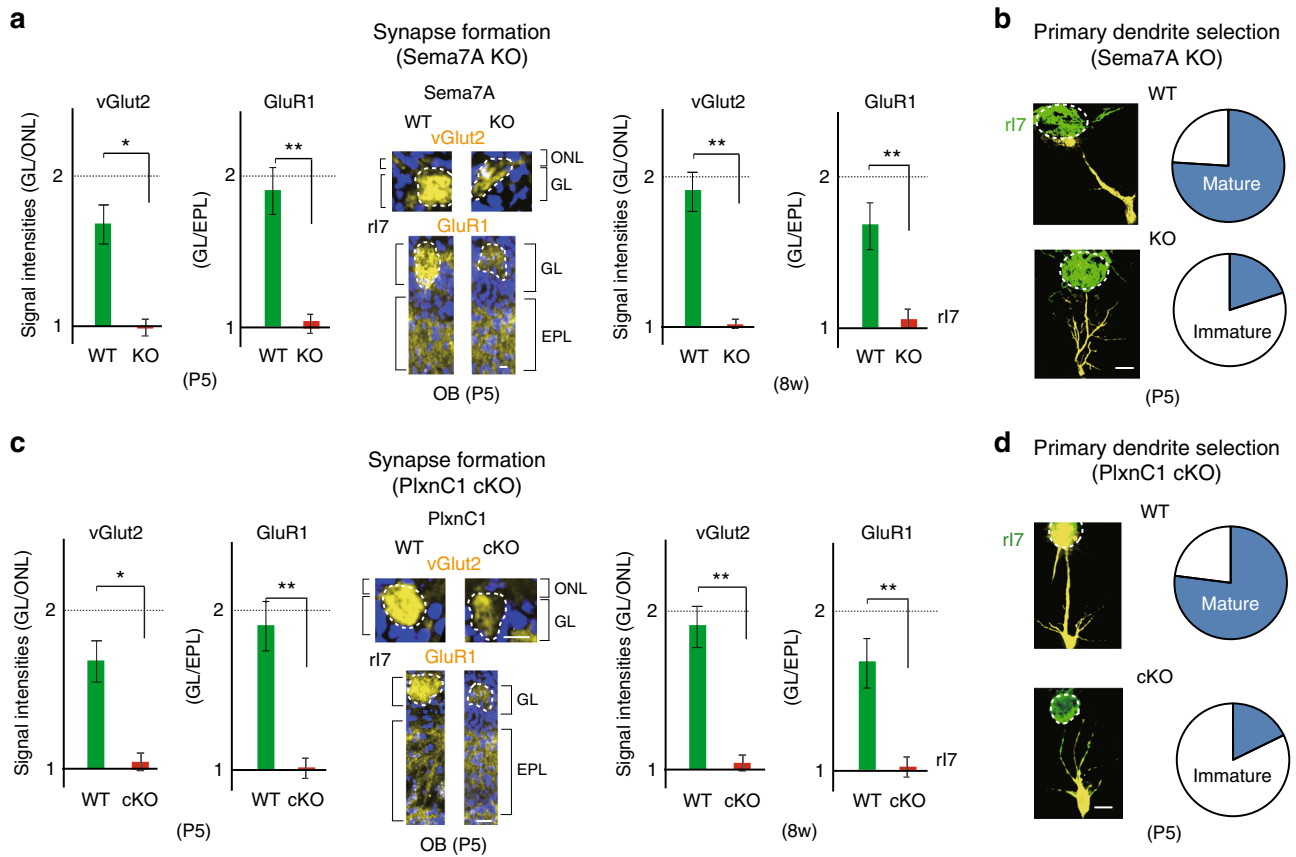 a
Synapse formation
(Sema7A KO)
vGlut2
Signal intensities (GL/ONL)
2
1
*
WT KO
GluR1
(GL/EPL)
2
1
**
WT KO
(P5)
Sema7A
WT KO
vGlut2
ONL
GL
rI7
GluR1
GL
EPL
OB (P5)
vGlut2
Signal intensities (GL/ONL)
2
1
**
WT KO
GluR1
(GL/EPL)
2
1
**
WT KO
rI7
(8w)
b
Primary dendrite selection
(Sema7A KO)
WT
rI7
Mature
KO
Immature
(P5)
c
Synapse formation
(PlxnC1 cKO)
vGlut2
Signal intensities (GL/ONL)
2
1
*
WT cKO
GluR1
(GL/EPL)
2
1
**
WT cKO
(P5)
PlxnC1
WT cKO
vGlut2
ONL
GL
rI7
GluR1
GL
EPL
OB (P5)
vGlut2
Signal intensities (GL/ONL)
2
1
**
WT cKO
GluR1
(GL/EPL)
2
1
**
WT cKO
rI7
(8w)
d
Primary dendrite selection
(PlxnC1 cKO)
WT
rI7
Mature
cKO
Immature
(P5)